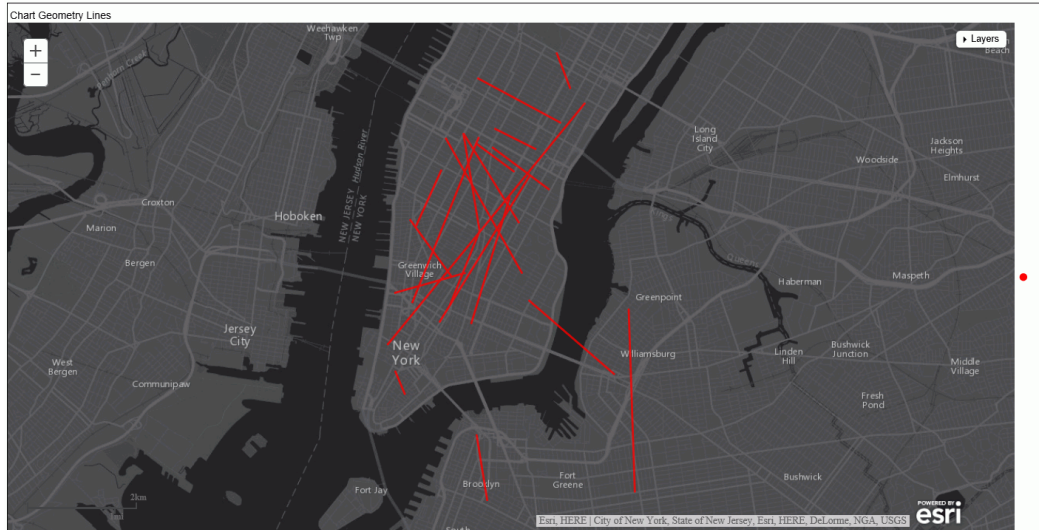 Chart Geometry Lines
Weehawken
Twp
+
−
Layers
Beach
Long
Island
City
Jackson
Heights
Woodside
Elmhurst
NEW JERSEY
NEW YORK
Hudson River
Croxton
Hoboken
Marion
Bergen
Greenwich
Village
Queens
Maspeth
Haberman
Greenpoint
Jersey
City
New
York
Williamsburg
Linden
Hill
Bushwick
Junction
West
Bergen
Middle
Village
Communipaw
Fresh
Pond
Fort Jay
Brooklyn
Fort
Greene
Bushwick
2km
South
Esri, HERE | City of New York, State of New Jersey, Esri, HERE, DeLorme, NGA, USGS
POWERED BY
esri